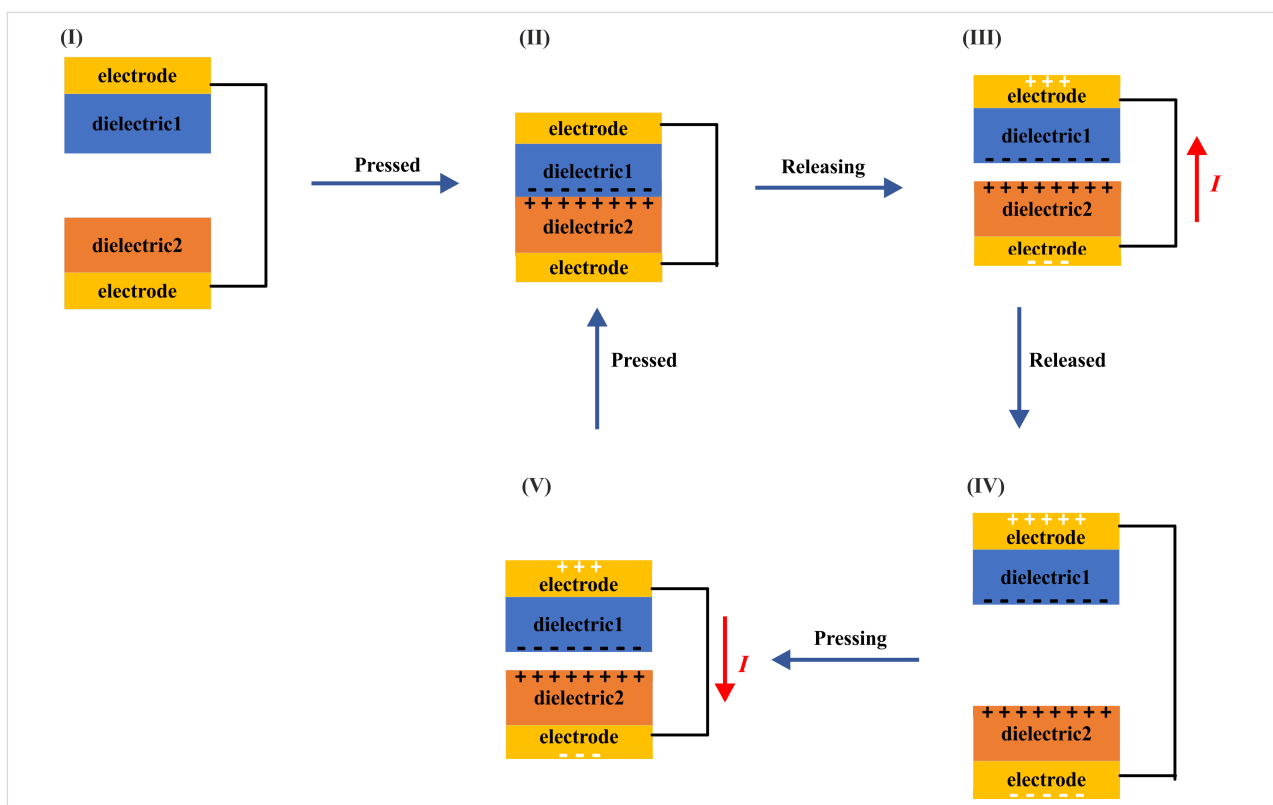 (I)
electrode
dielectric1
dielectric2
electrode
Pressed
(II)
electrode
dielectric1
- - - - - - - -
+ + + + + + + +
dielectric2
electrode
Releasing
(III)
+ + +
electrode
dielectric1
- - - - - - - -
+ + + + + + + +
dielectric2
electrode
- - -
I
Pressed
Released
(V)
+ + +
electrode
dielectric1
- - - - - - - -
+ + + + + + + +
dielectric2
electrode
- - -
I
Pressing
(IV)
+ + + + +
electrode
dielectric1
- - - - - - - -
+ + + + + + + +
dielectric2
electrode
- - - - -